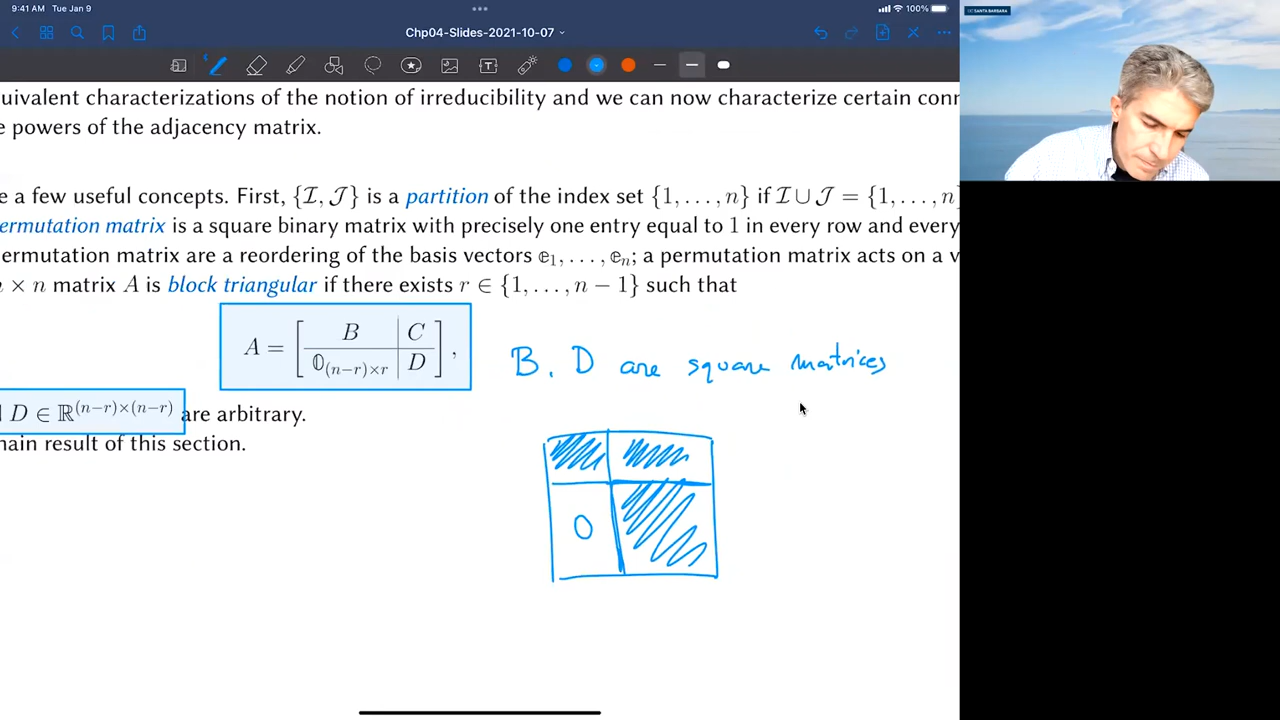 9:41 AM Tue Jan 9
100%
Chp04-Slides-2021-10-07
UC SANTA BARBARA
uivalent characterizations of the notion of irreducibility and we can now characterize certain conn
e powers of the adjacency matrix.
e a few useful concepts. First, {ℐ, 𝒥} is a partition of the index set {1, . . . , n} if ℐ ∪ 𝒥 = {1, . . . , n}
ermutation matrix is a square binary matrix with precisely one entry equal to 1 in every row and every
ermutation matrix are a reordering of the basis vectors 𝕖₁, . . . , 𝕖ₙ; a permutation matrix acts on a v
n × n matrix A is block triangular if there exists r ∈ {1, . . . , n − 1} such that
A = [ B | C
𝟘₍ₙ₋ᵣ₎ₓᵣ | D ] ,
B, D are square matrices
D ∈ ℝ^{(n−r)×(n−r)} are arbitrary.
nain result of this section.
0